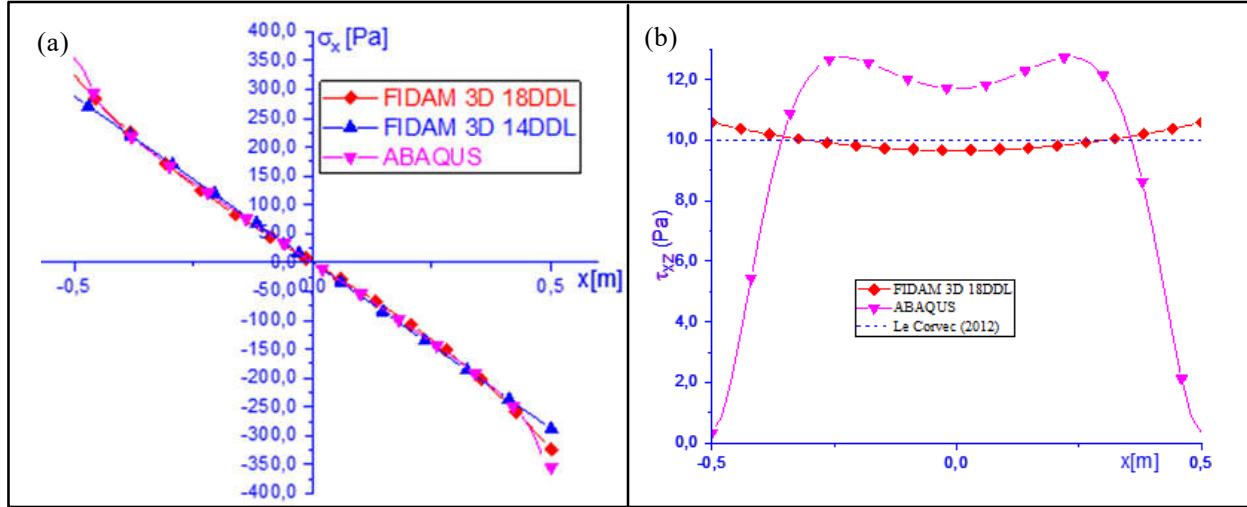 (a)
σx [Pa]
400,0
350,0
300,0
250,0
200,0
150,0
100,0
50,0
0,0
-50,0
-100,0
-150,0
-200,0
-250,0
-300,0
-350,0
-400,0
-0,5
0,0
0,5
x[m]
FIDAM 3D 18DDL
FIDAM 3D 14DDL
ABAQUS
(b)
τXZ (Pa)
12,0
10,0
8,0
6,0
4,0
2,0
0,0
-0,5
0,0
x[m]
0,5
FIDAM 3D 18DDL
ABAQUS
Le Corvec (2012)